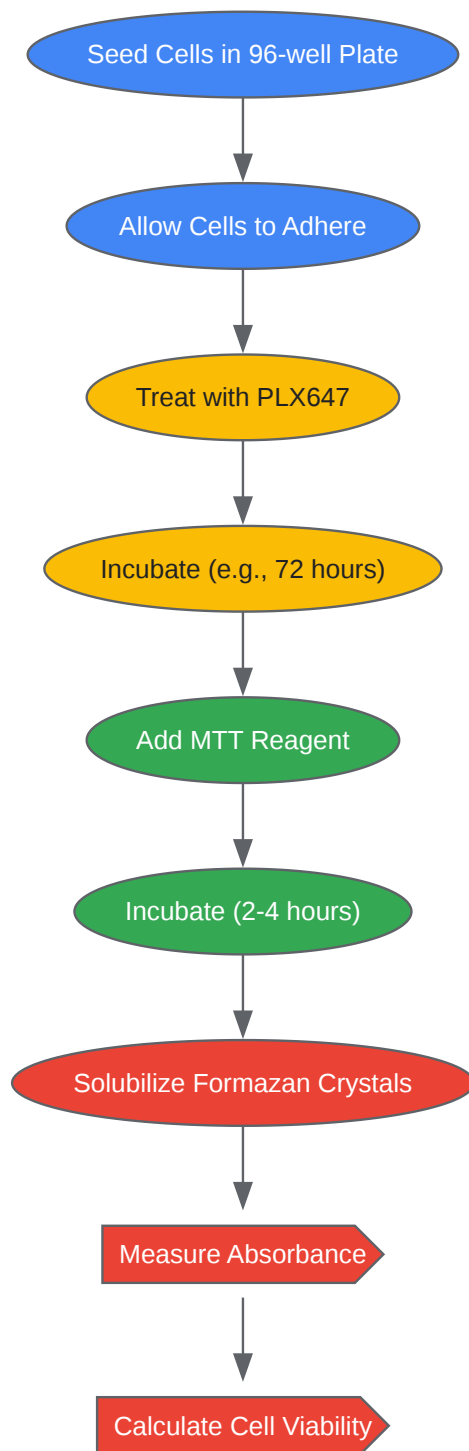 Seed Cells in 96-well Plate
Allow Cells to Adhere
Treat with PLX647
Incubate (e.g., 72 hours)
Add MTT Reagent
Incubate (2-4 hours)
Solubilize Formazan Crystals
Measure Absorbance
Calculate Cell Viability